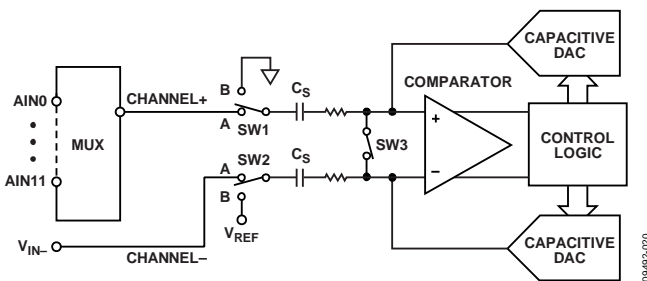 CAPACITIVE
DAC
COMPARATOR
B
CS
CHANNEL+
A
SW1
AIN0
MUX
+
SW3
CONTROL
LOGIC
AIN11
SW2
CS
A
–
B
VREF
VIN–
CHANNEL–
CAPACITIVE
DAC
09492-020